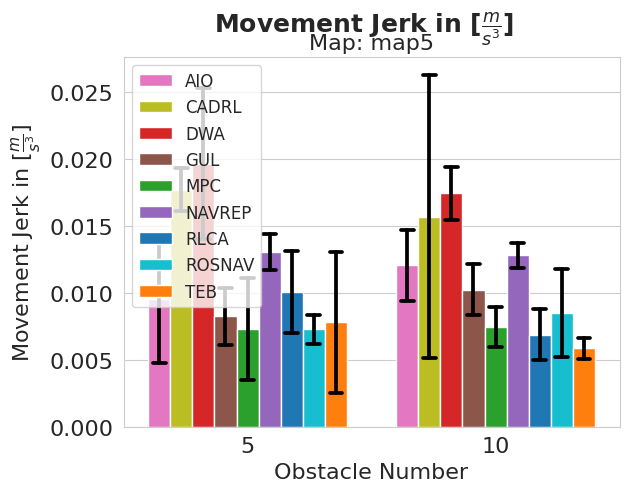 Movement Jerk in [m/s³]
Map: map5
Movement Jerk in [m/s³]
0.025
0.020
0.015
0.010
0.005
0.000
AIO
CADRL
DWA
GUL
MPC
NAVREP
RLCA
ROSNAV
TEB
5
10
Obstacle Number